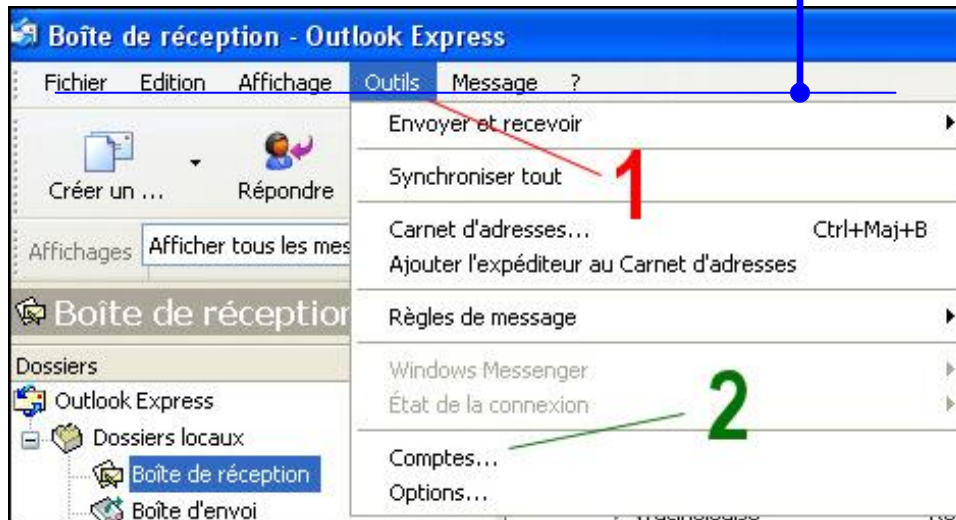 Boîte de réception - Outlook Express
Fichier Edition Affichage Outils Message ?
Créer un ... Répondre
Affichages Afficher tous les mes
Boîte de réception
Dossiers
Outlook Express
Dossiers locaux
Boîte de réception
Boîte d'envoi
Envoyer et recevoir
1
Synchroniser tout
Carnet d'adresses... Ctrl+Maj+B
Ajouter l'expéditeur au Carnet d'adresses
Règles de message
Windows Messenger
État de la connexion
2
Comptes...
Options...